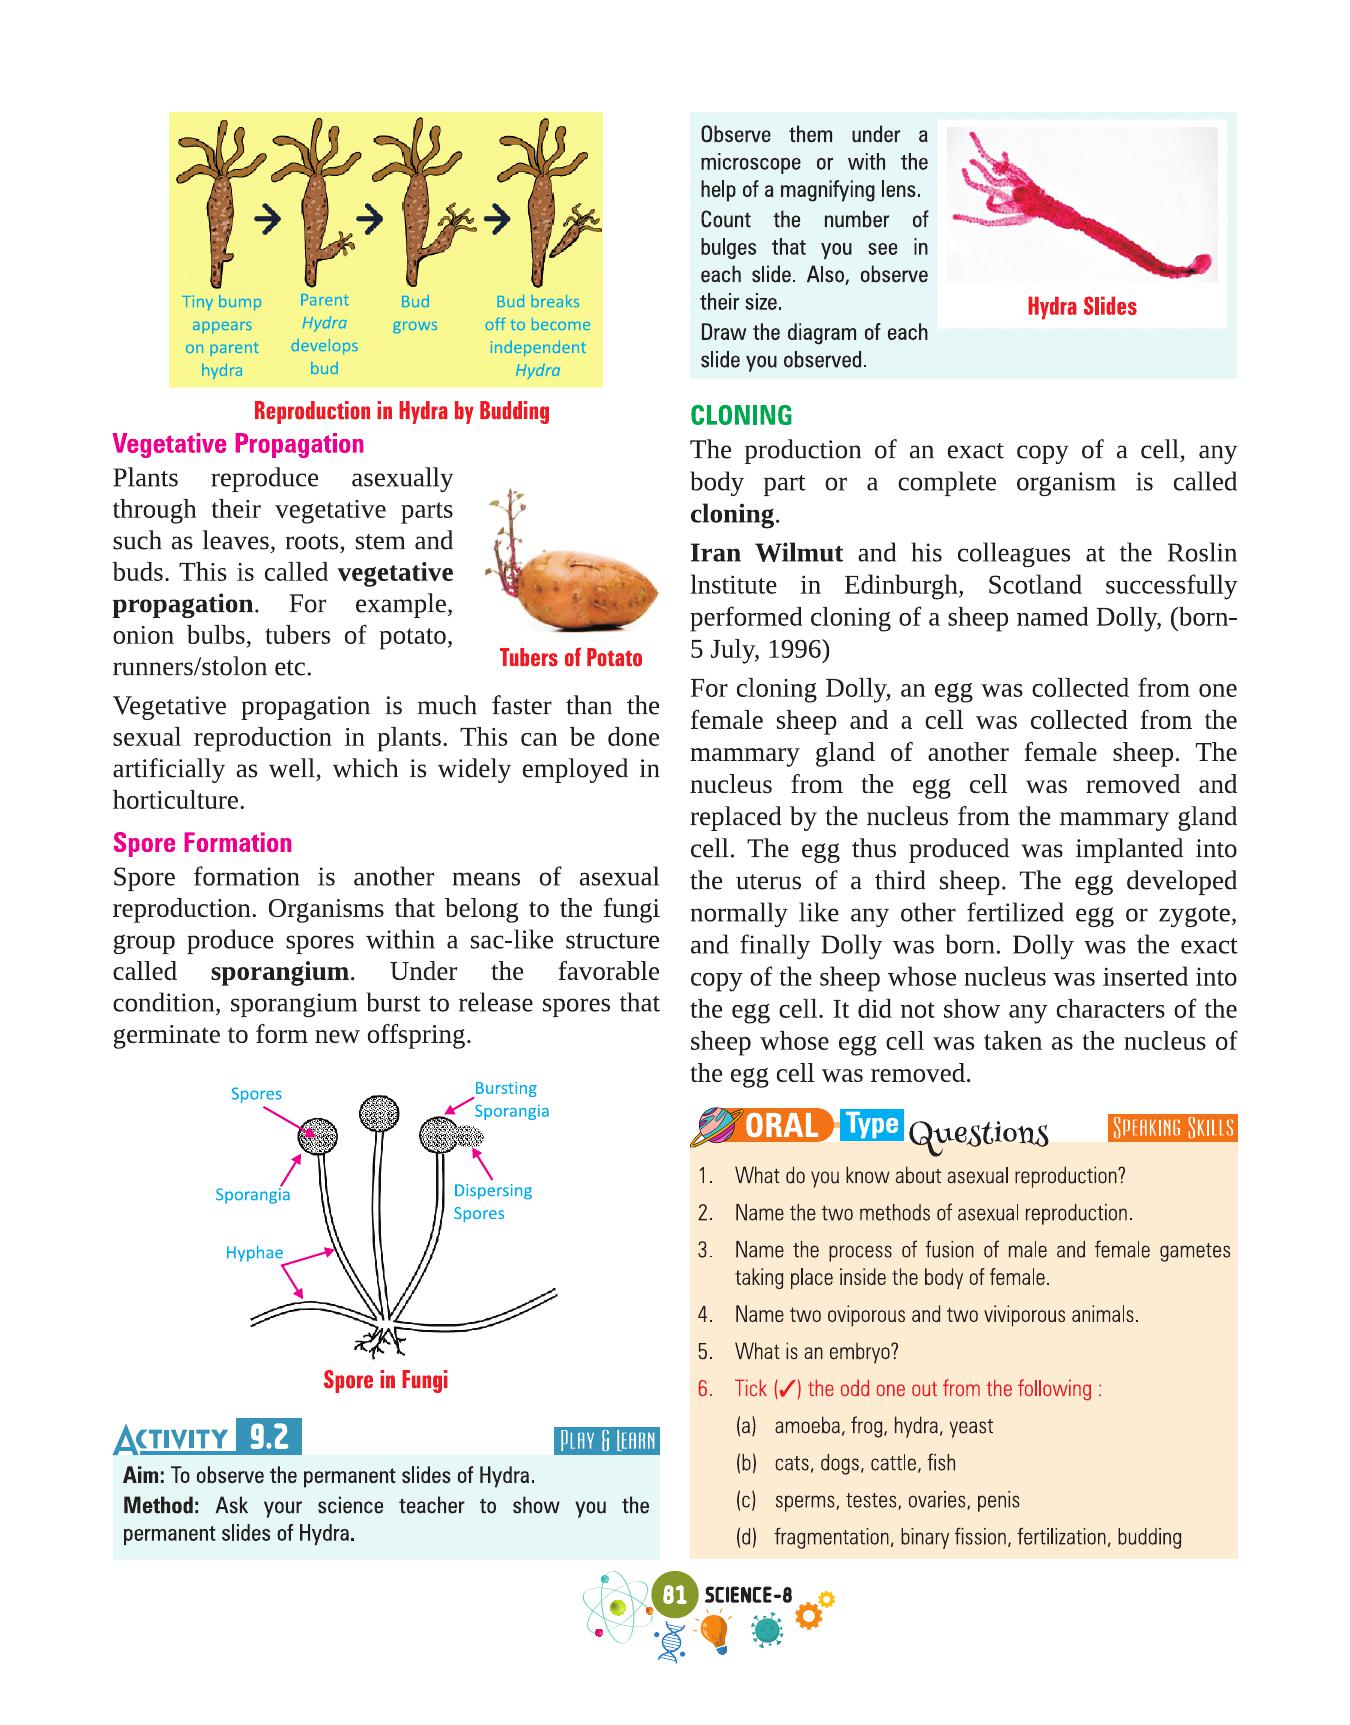 Tiny bump
appears
on parent
hydra
Parent
Hydra
develops
bud
Bud
grows
Bud breaks
off to become
independent
Hydra
Reproduction in Hydra by Budding
Vegetative Propagation
Plants reproduce asexually
through their vegetative parts
such as leaves, roots, stem and
buds. This is called vegetative
propagation. For example,
onion bulbs, tubers of potato,
runners/stolon etc.
Tubers of Potato
Vegetative propagation is much faster than the
sexual reproduction in plants. This can be done
artificially as well, which is widely employed in
horticulture.
Spore Formation
Spore formation is another means of asexual
reproduction. Organisms that belong to the fungi
group produce spores within a sac-like structure
called sporangium. Under the favorable
condition, sporangium burst to release spores that
germinate to form new offspring.
Spores
Bursting
Sporangia
Sporangia
Dispersing
Spores
Hyphae
Spore in Fungi
ACTIVITY 9.2
PLAY & LEARN
Aim: To observe the permanent slides of Hydra.
Method: Ask your science teacher to show you the
permanent slides of Hydra.
Observe them under a
microscope or with the
help of a magnifying lens.
Count the number of
bulges that you see in
each slide. Also, observe
their size.
Draw the diagram of each
slide you observed.
Hydra Slides
CLONING
The production of an exact copy of a cell, any
body part or a complete organism is called
cloning.
Iran Wilmut and his colleagues at the Roslin
lnstitute in Edinburgh, Scotland successfully
performed cloning of a sheep named Dolly, (born-
5 July, 1996)
For cloning Dolly, an egg was collected from one
female sheep and a cell was collected from the
mammary gland of another female sheep. The
nucleus from the egg cell was removed and
replaced by the nucleus from the mammary gland
cell. The egg thus produced was implanted into
the uterus of a third sheep. The egg developed
normally like any other fertilized egg or zygote,
and finally Dolly was born. Dolly was the exact
copy of the sheep whose nucleus was inserted into
the egg cell. It did not show any characters of the
sheep whose egg cell was taken as the nucleus of
the egg cell was removed.
ORAL Type Questions
SPEAKING SKILLS
1. What do you know about asexual reproduction?
2. Name the two methods of asexual reproduction.
3. Name the process of fusion of male and female gametes
taking place inside the body of female.
4. Name two oviporous and two viviporous animals.
5. What is an embryo?
6. Tick (✓) the odd one out from the following :
(a) amoeba, frog, hydra, yeast
(b) cats, dogs, cattle, fish
(c) sperms, testes, ovaries, penis
(d) fragmentation, binary fission, fertilization, budding
81 SCIENCE-8